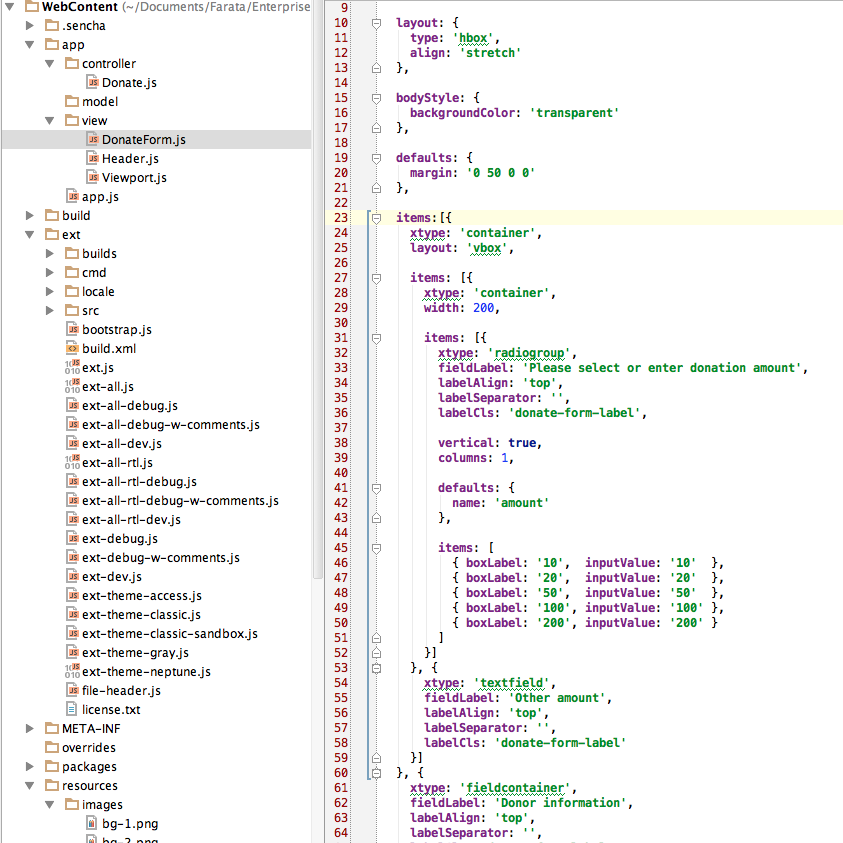 WebContent (~/Documents/Farata/Enterprise
.sencha
app
controller
Donate.js
model
view
DonateForm.js
Header.js
Viewport.js
app.js
build
ext
builds
cmd
locale
src
bootstrap.js
build.xml
ext.js
ext-all.js
ext-all-debug.js
ext-all-debug-w-comments.js
ext-all-dev.js
ext-all-rtl.js
ext-all-rtl-debug.js
ext-all-rtl-debug-w-comments.js
ext-all-rtl-dev.js
ext-debug.js
ext-debug-w-comments.js
ext-dev.js
ext-theme-access.js
ext-theme-classic.js
ext-theme-classic-sandbox.js
ext-theme-gray.js
ext-theme-neptune.js
file-header.js
license.txt
META-INF
overrides
packages
resources
images
bg-1.png
bg-2.png
9
10 layout: {
11 type: 'hbox',
12 align: 'stretch'
13 },
14
15 bodyStyle: {
16 backgroundColor: 'transparent'
17 },
18
19 defaults: {
20 margin: '0 50 0 0'
21 },
22
23 items:[{
24 xtype: 'container',
25 layout: 'vbox',
26
27 items: [{
28 xtype: 'container',
29 width: 200,
30
31 items: [{
32 xtype: 'radiogroup',
33 fieldLabel: 'Please select or enter donation amount',
34 labelAlign: 'top',
35 labelSeparator: '',
36 labelCls: 'donate-form-label',
37
38 vertical: true,
39 columns: 1,
40
41 defaults: {
42 name: 'amount'
43 },
44
45 items: [
46 { boxLabel: '10', inputValue: '10' },
47 { boxLabel: '20', inputValue: '20' },
48 { boxLabel: '50', inputValue: '50' },
49 { boxLabel: '100', inputValue: '100' },
50 { boxLabel: '200', inputValue: '200' }
51 ]
52 }]
53 }, {
54 xtype: 'textfield',
55 fieldLabel: 'Other amount',
56 labelAlign: 'top',
57 labelSeparator: '',
58 labelCls: 'donate-form-label'
59 }]
60 }, {
61 xtype: 'fieldcontainer',
62 fieldLabel: 'Donor information',
63 labelAlign: 'top',
64 labelSeparator: '',